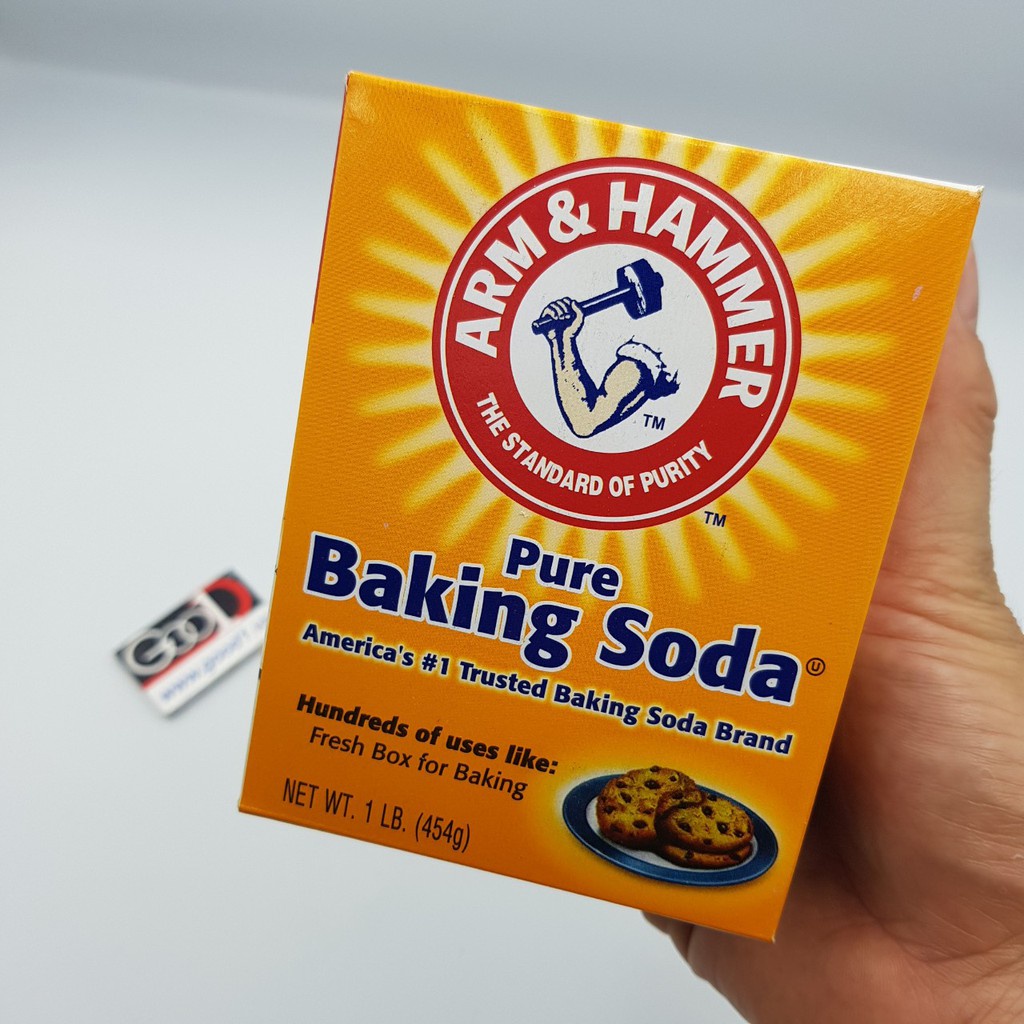 ARM & HAMMER
THE STANDARD OF PURITY
TM
TM
Pure
Baking Soda Ⓤ
America's #1 Trusted Baking Soda Brand
Hundreds of uses like:
Fresh Box for Baking
NET WT. 1 LB. (454g)